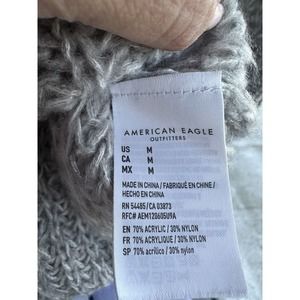 AMERICAN EAGLE
OUTFITTERS
US M
CA M
MX M
MADE IN CHINA / FABRIQUÉ EN CHINE /
HECHO EN CHINA
RN 54485/CA 03873
RFC# AEM120605U9A
EN 70% ACRYLIC / 30% NYLON
FR 70% ACRYLIQUE / 30% NYLON
SP 70% acrílico / 30% nylon